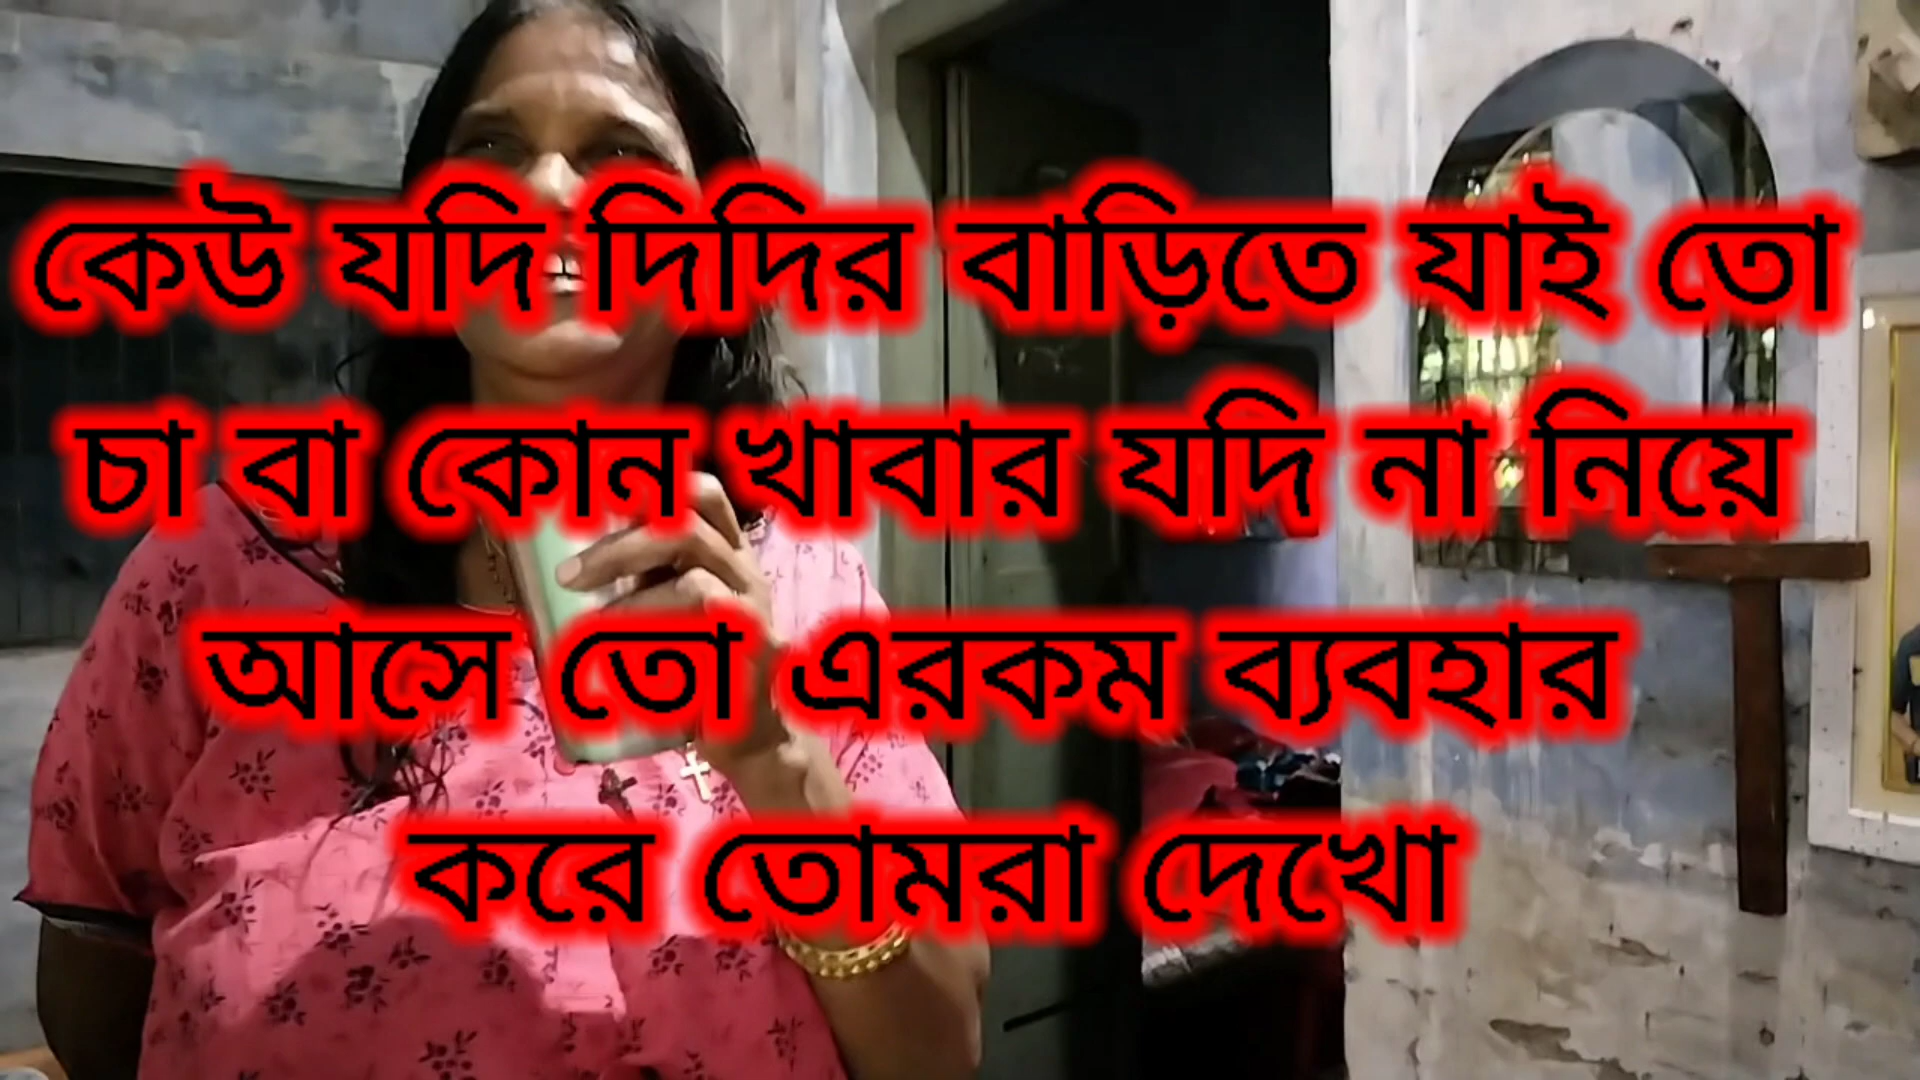 কেউ যদি দিদির বাড়িতে যাই তো
চা বা কোন খাবার যদি না নিয়ে
আসে তো এরকম ব্যবহার
করে তোমরা দেখো